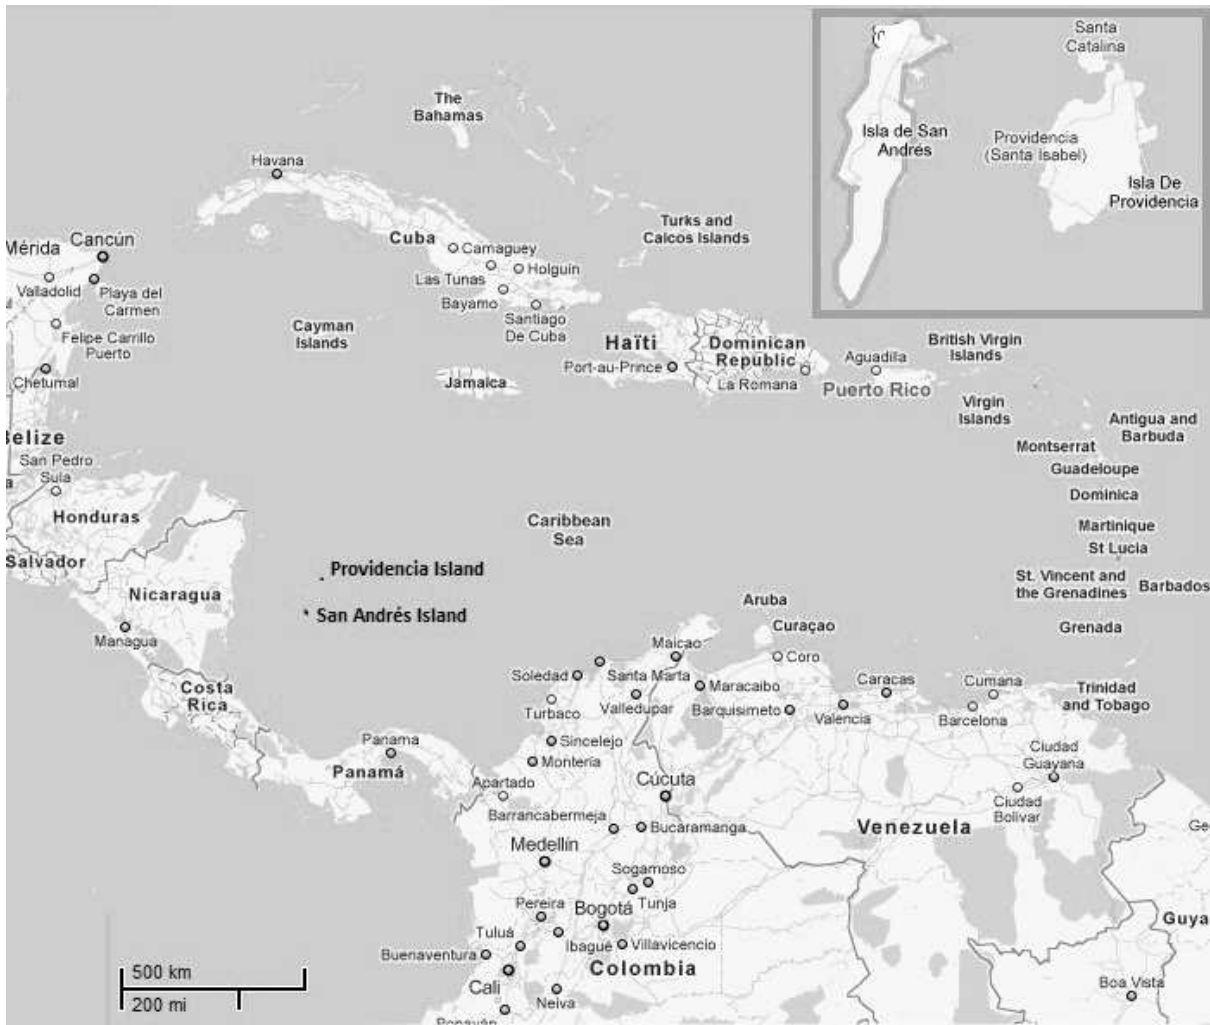 Santa
Catalina
The
Bahamas
Isla de San
Andrés
Providencia
(Santa Isabel)
Isla De
Providencia
Havana
Turks and
Caicos Islands
Mérida
Cancún
Cuba
Camaguey
Holguin
Las Tunas
Valladolid
Playa del
Carmen
Bayamo
Santiago
De Cuba
Cayman
Islands
Felipe Carrillo
Puerto
Haïti
Dominican
Republic
British Virgin
Islands
Aguadilla
Port-au-Prince
La Romana
Puerto Rico
Chetumal
Jamaica
Virgin
Islands
Antigua and
Barbuda
Belize
Montserrat
San Pedro
Sula
Guadeloupe
Dominica
Honduras
Caribbean
Sea
Martinique
St Lucia
Salvador
Providencia Island
Nicaragua
St. Vincent and
the Grenadines
Barbados
Aruba
San Andrés Island
Curaçao
Grenada
Managua
Maicao
Coro
Soledad
Santa Marta
Maracaibo
Caracas
Cumana
Costa
Rica
Trinidad
and Tobago
Turbaco
Valledupar
Barquisimeto
Valencia
Barcelona
Panama
Sincelejo
Ciudad
Guayana
Panamá
Montería
Apartado
Cúcuta
Ciudad
Bolivar
Barrancabermeja
Bucaramanga
Venezuela
Ge
Medellín
Sogamoso
Tunja
Pereira
Bogotá
Guya
Tuluá
Ibagué
Villavicencio
Buenaventura
Colombia
500 km
200 mi
Cali
Neiva
Boa Vista
Popayán